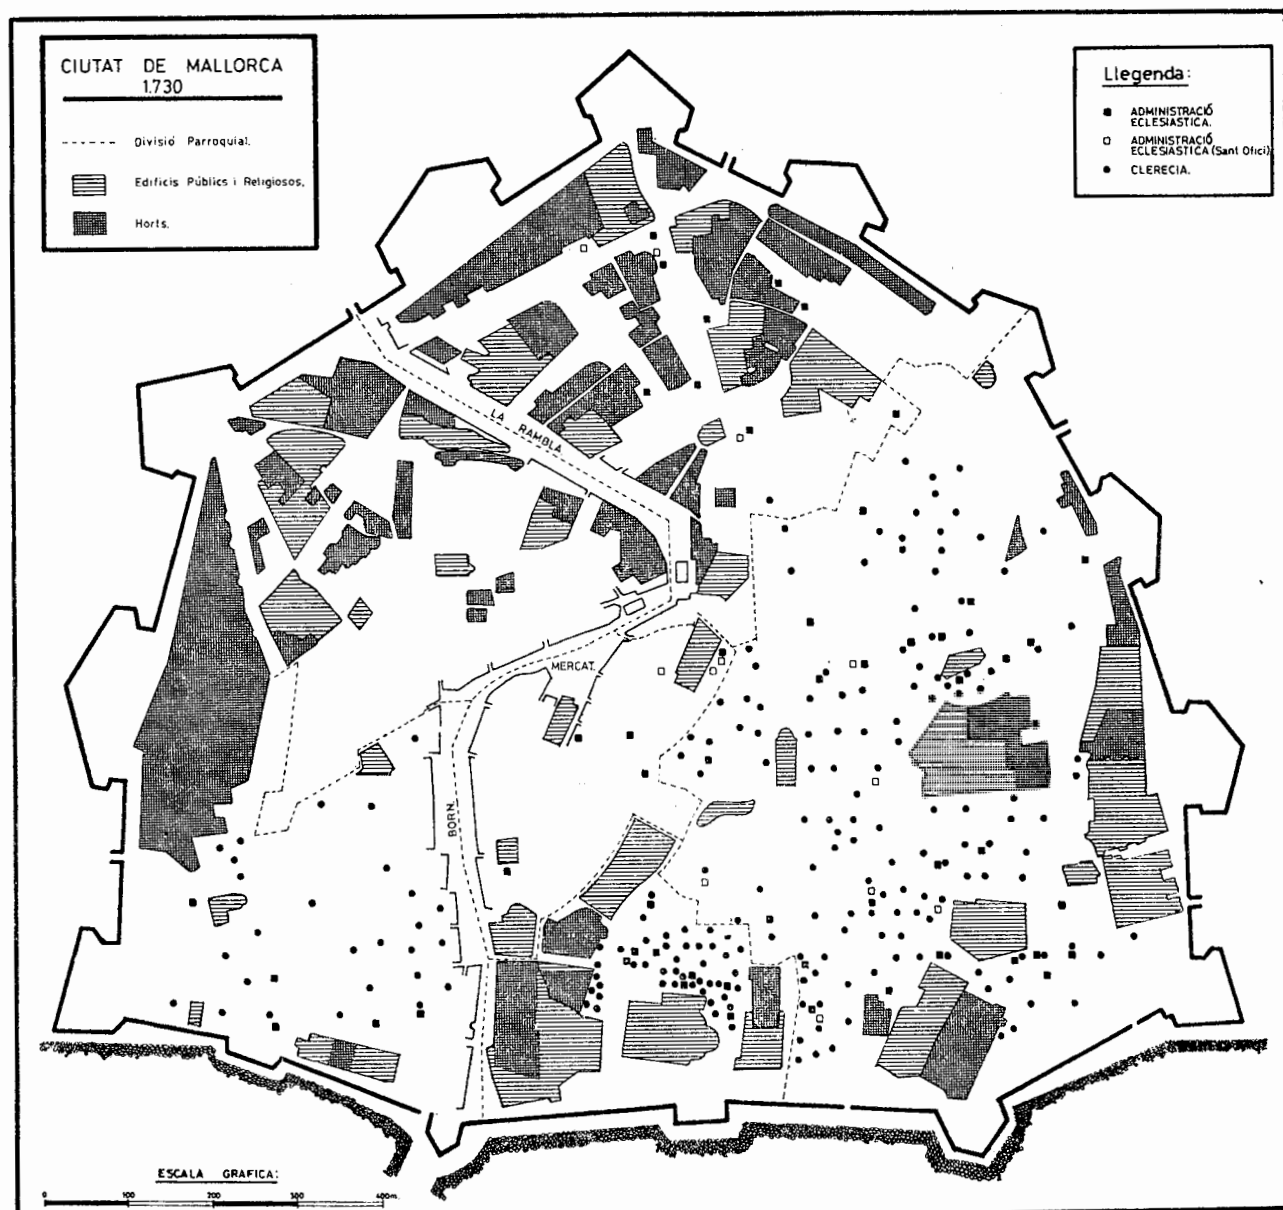 CIUTAT DE MALLORCA
1.730
Divisió Parroquial.
Edificis Públics i Religiosos.
Horts.
Llegenda:
ADMINISTRACIÓ
ECLESIASTICA.
ADMINISTRACIÓ
ECLESIASTICA (Sant Ofici)
CLERECIA.
LA RAMBLA
MERCAT.
BORN.
ESCALA GRAFICA:
0 100 200 300 400m.